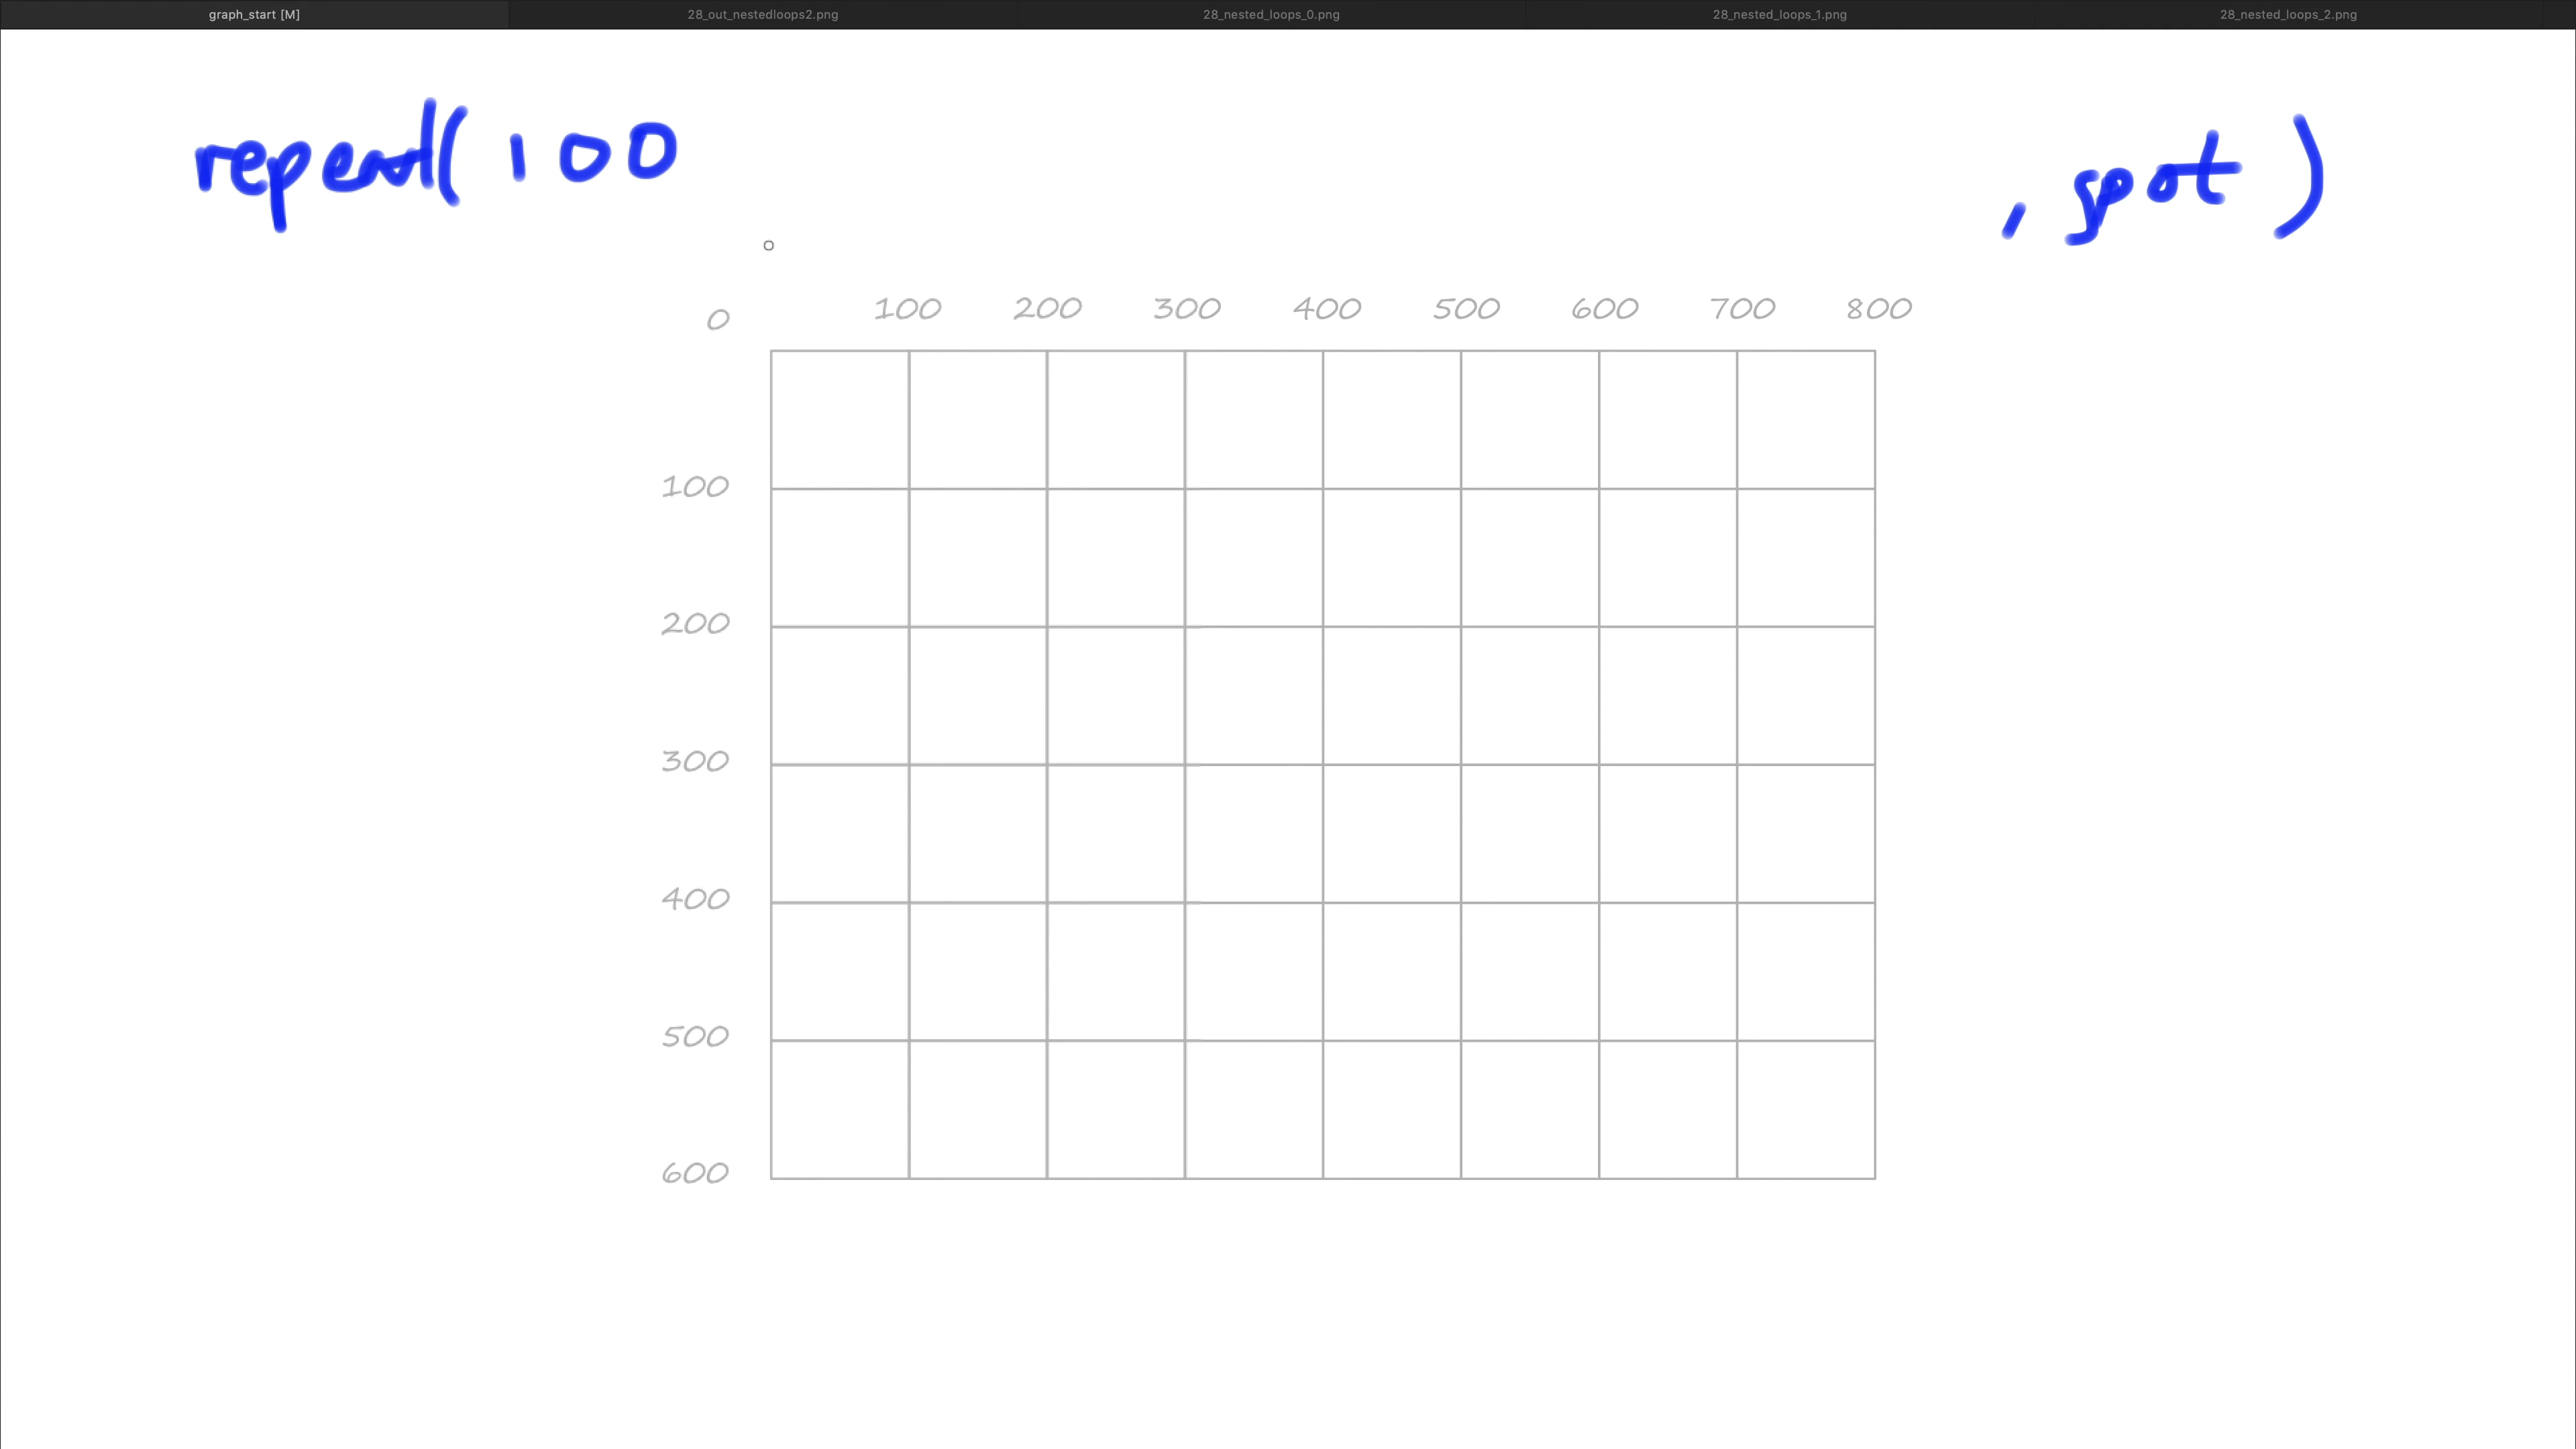 graph_start [M] 28_out_nestedloops2.png 28_nested_loops_0.png 28_nested_loops_1.png 28_nested_loops_2.png
repeat( 100 , spot )
0 100 200 300 400 500 600 700 800
100
200
300
400
500
600